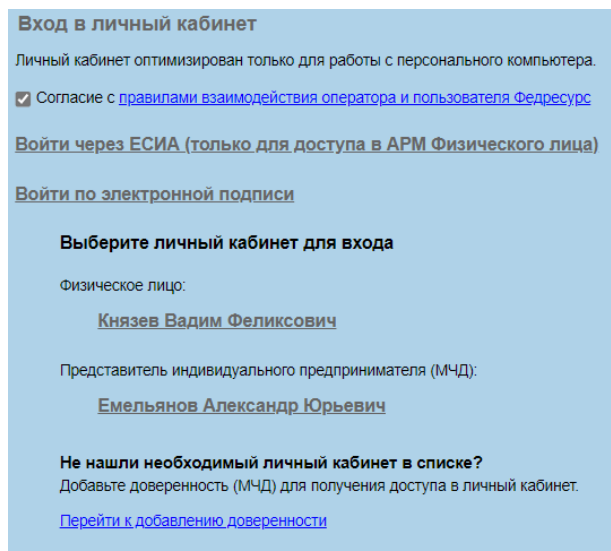 Вход в личный кабинет
Личный кабинет оптимизирован только для работы с персонального компьютера.
Согласие с правилами взаимодействия оператора и пользователя Федресурс
Войти через ЕСИА (только для доступа в АРМ Физического лица)
Войти по электронной подписи
Выберите личный кабинет для входа
Физическое лицо:
Князев Вадим Феликсович
Представитель индивидуального предпринимателя (МЧД):
Емельянов Александр Юрьевич
Не нашли необходимый личный кабинет в списке?
Добавьте доверенность (МЧД) для получения доступа в личный кабинет.
Перейти к добавлению доверенности